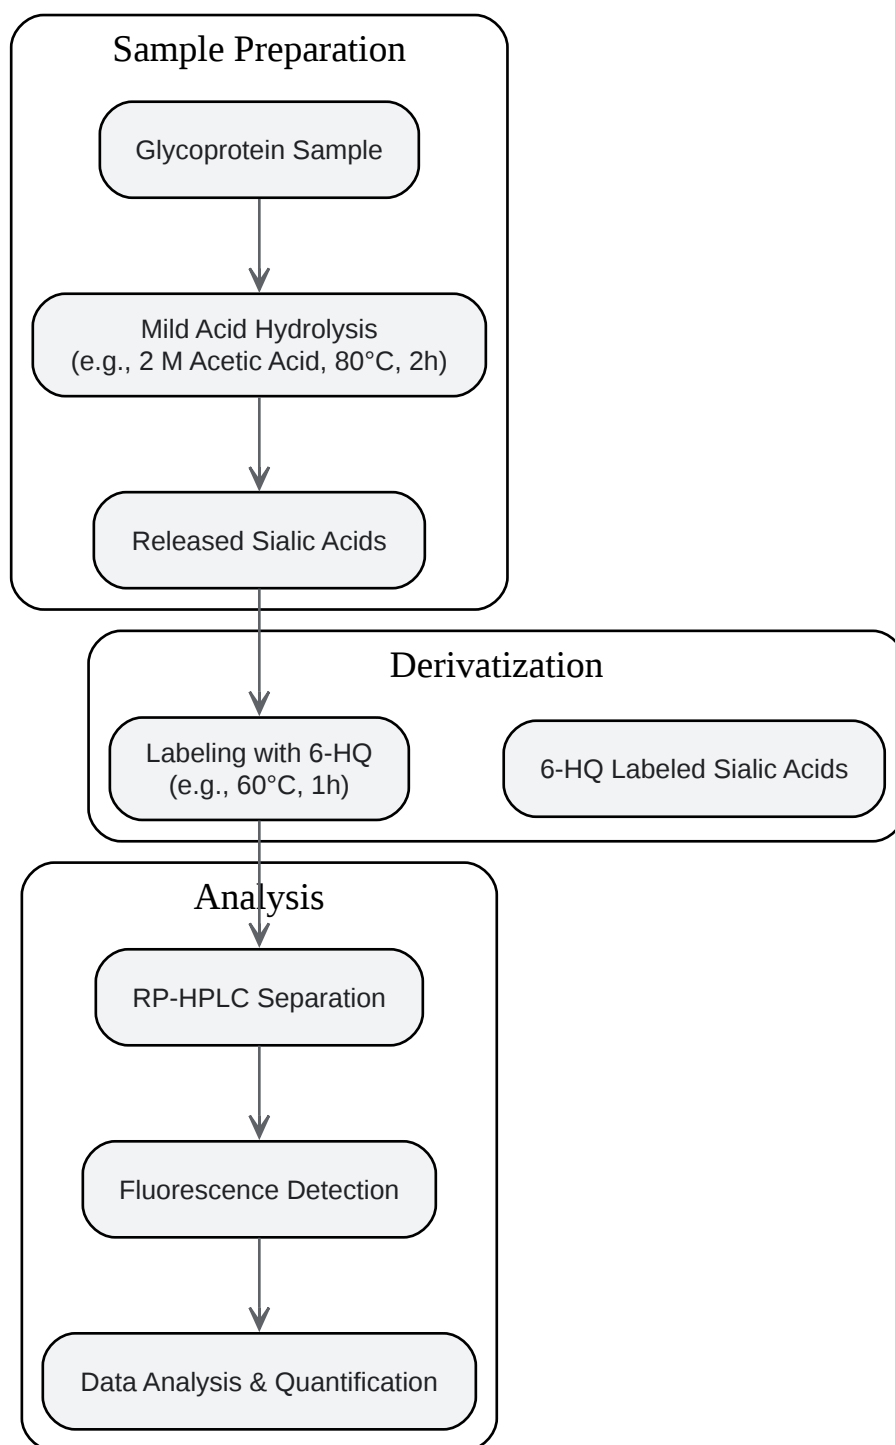 Sample Preparation
Glycoprotein Sample
Mild Acid Hydrolysis
(e.g., 2 M Acetic Acid, 80°C, 2h)
Released Sialic Acids
Derivatization
Labeling with 6-HQ
(e.g., 60°C, 1h)
6-HQ Labeled Sialic Acids
Analysis
RP-HPLC Separation
Fluorescence Detection
Data Analysis & Quantification